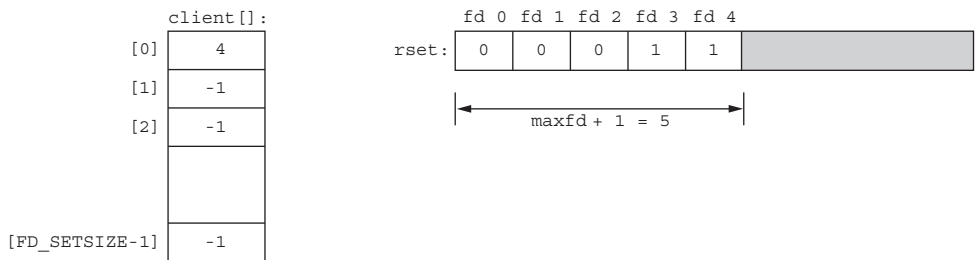 client[]:
[0] 4
[1] -1
[2] -1
[FD_SETSIZE-1] -1
fd 0 fd 1 fd 2 fd 3 fd 4
rset: 0 0 0 1 1
maxfd + 1 = 5